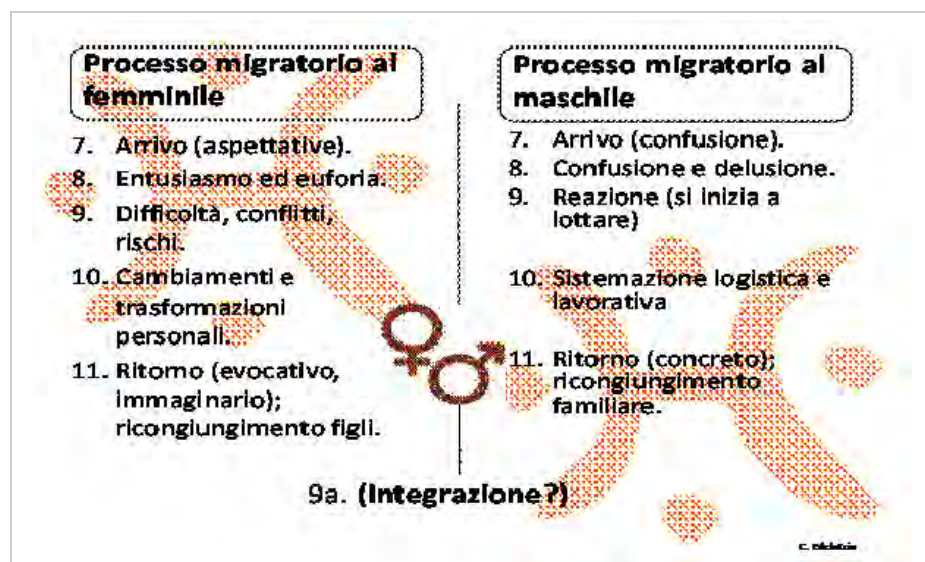 Processo migratorio al
femminile
7. Arrivo (aspettative).
8. Entusiasmo ed euforia.
9. Difficoltà, conflitti,
rischi.
10. Cambiamenti e
trasformazioni
personali.
11. Ritorno (evocativo,
immaginario);
ricongiungimento figli.
Processo migratorio al
maschile
7. Arrivo (confusione).
8. Confusione e delusione.
9. Reazione (si inizia a
lottare)
10. Sistemazione logistica e
lavorativa
11. Ritorno (concreto);
ricongiungimento
familiare.
9a. (Integrazione?)